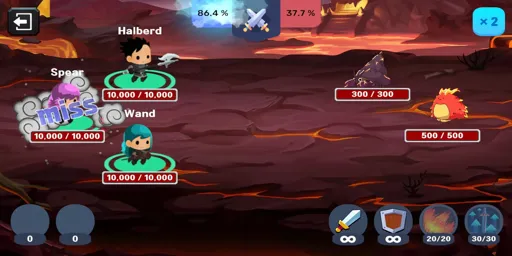 86.4 %
37.7 %
× 2
Halberd
10,000 / 10,000
Spear
miss
10,000 / 10,000
Wand
10,000 / 10,000
300 / 300
500 / 500
0
0
∞
∞
20/20
30/30